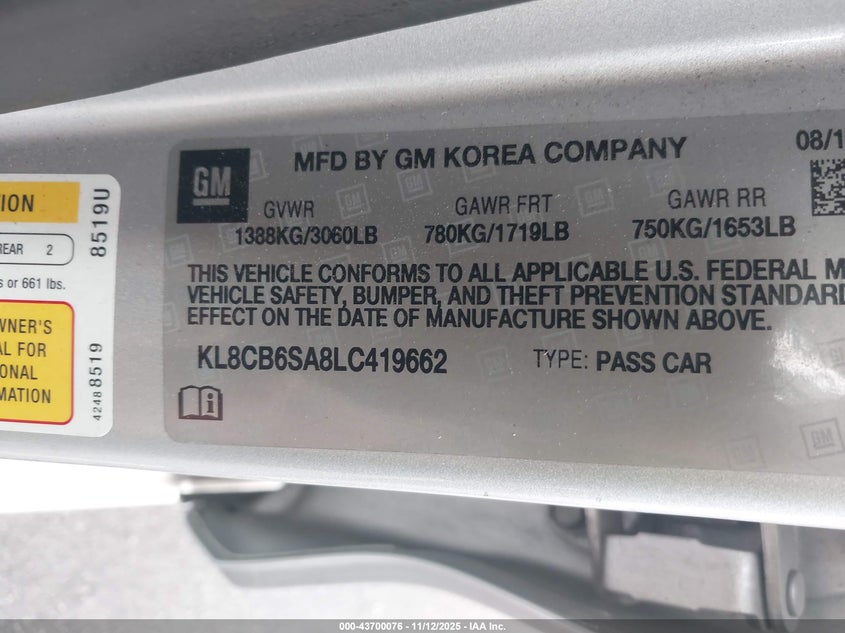 GM
MFD BY GM KOREA COMPANY
08/1
GVWR
GAWR FRT
GAWR RR
1388KG/3060LB
780KG/1719LB
750KG/1653LB
THIS VEHICLE CONFORMS TO ALL APPLICABLE U.S. FEDERAL M
VEHICLE SAFETY, BUMPER, AND THEFT PREVENTION STANDARD
EFFECT ON THE DATE OF MANUFACTURE SHOWN ABOVE.
KL8CB6SA8LC419662
TYPE: PASS CAR
TION
REAR 2
s or 661 lbs.
WNER'S
AL FOR
IONAL
MATION
8519U
42488519
GM
000-43700076 - 11/12/2025 - IAA Inc.